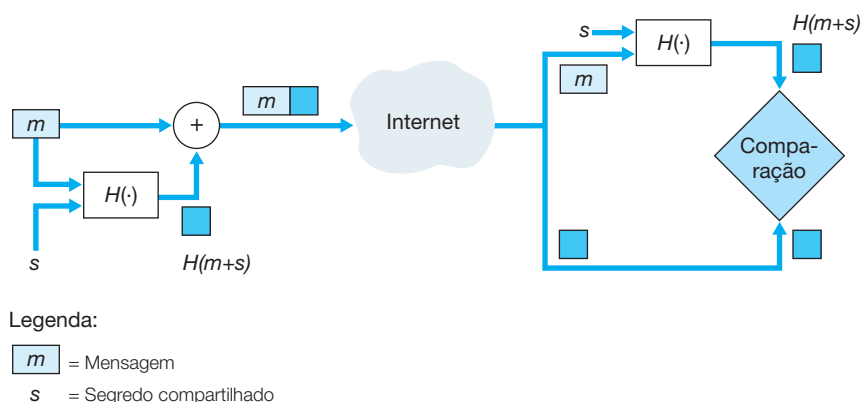 m
H(·)
s
H(m+s)
+
m
Internet
s
H(·)
m
H(m+s)
Compa-
ração
Legenda:
m = Mensagem
s = Segredo compartilhado